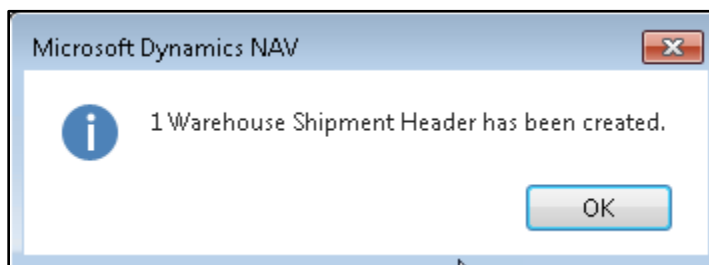 Microsoft Dynamics NAV
1 Warehouse Shipment Header has been created.
OK